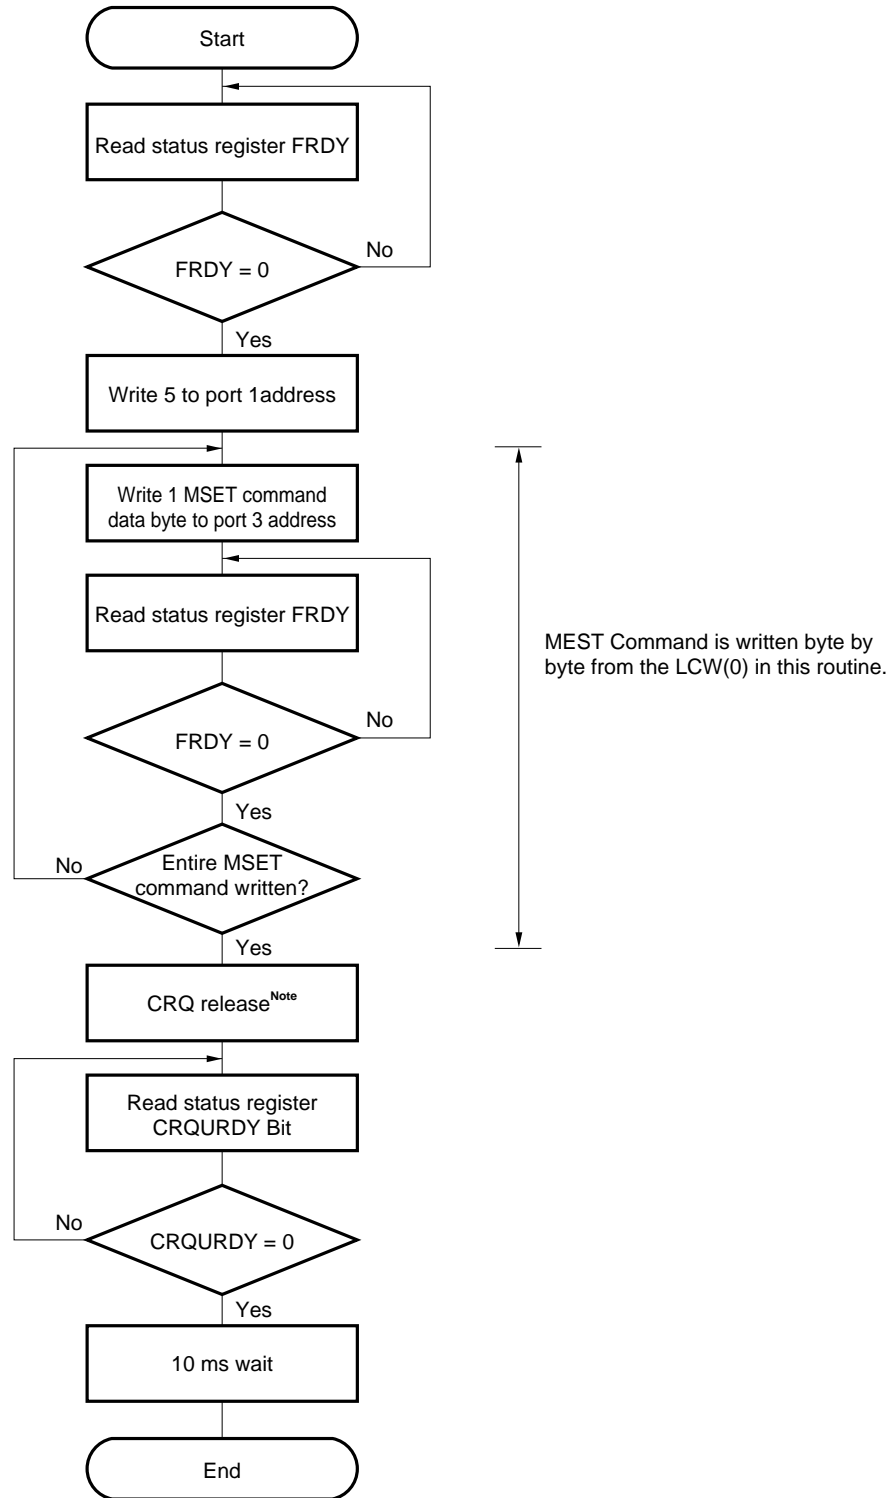 Start
Read status register FRDY
No
FRDY = 0
Yes
Write 5 to port 1address
Write 1 MSET command
data byte to port 3 address
Read status register FRDY
MEST Command is written byte by
byte from the LCW(0) in this routine.
No
FRDY = 0
Yes
No
Entire MSET
command written?
Yes
CRQ release Note
Read status register
CRQURDY Bit
No
CRQURDY = 0
Yes
10 ms wait
End